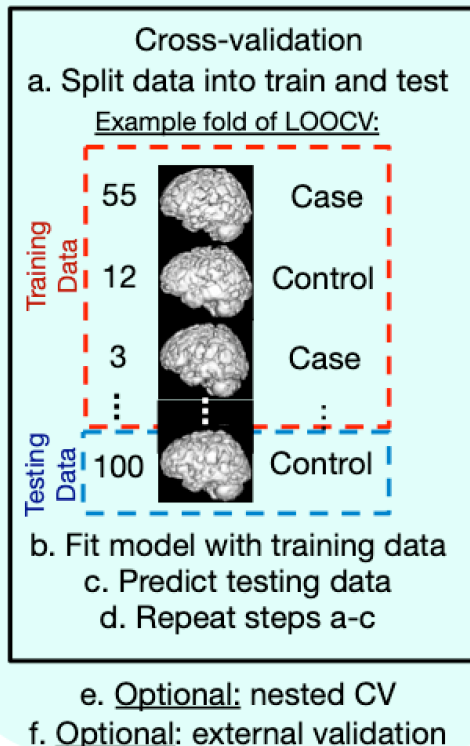 Cross-validation
a. Split data into train and test
Example fold of LOOCV:
Training
Data
55 Case
12 Control
3 Case
⋮ ⋮ ⋮
Testing
Data
100 Control
b. Fit model with training data
c. Predict testing data
d. Repeat steps a-c
e. Optional: nested CV
f. Optional: external validation